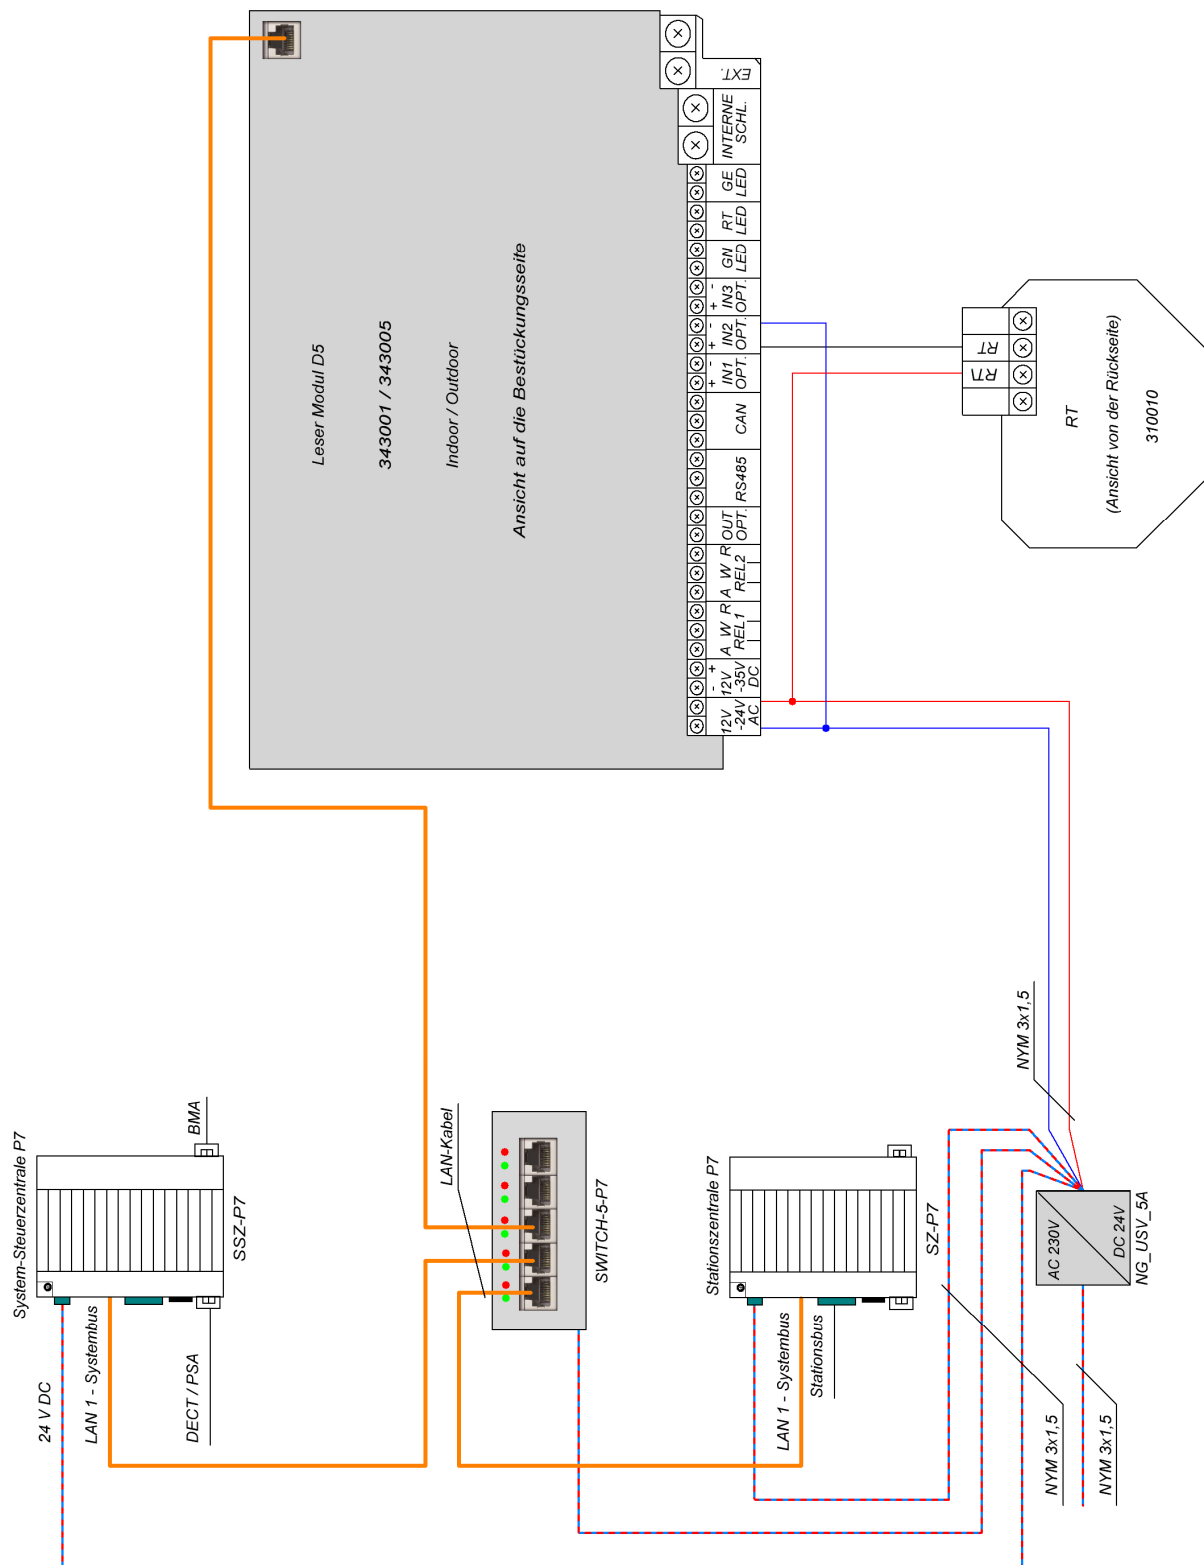 System-Steuerzentrale P7
24 V DC
LAN 1 - Systembus
DECT / PSA
BMA
SSZ-P7
Leser Modul D5
343001 / 343005
Indoor / Outdoor
Ansicht auf die Bestückungsseite
LAN-Kabel
SWITCH-5-P7
12V
-24V
AC
- +
12V
-35V
DC
A W R
REL1
A W R
REL2
OUT
OPT.
RS485
CAN
+ -
IN1
OPT.
+ -
IN2
OPT.
+ -
IN3
OPT.
GN
LED
RT
LED
GE
LED
INTERNE
SCHL.
EXT.
Stationszentrale P7
LAN 1 - Systembus
Stationsbus
SZ-P7
RT\
RT
RT
(Ansicht von der Rückseite)
310010
NYM 3x1,5
AC 230V
DC 24V
NG_USV_5A
NYM 3x1,5
NYM 3x1,5